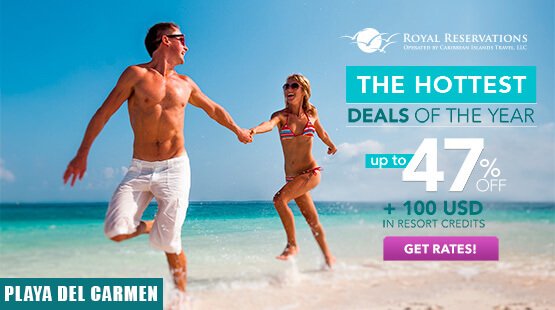 ROYAL RESERVATIONS
OPERATED BY CARIBBEAN ISLANDS TRAVEL, LLC
THE HOTTEST
DEALS OF THE YEAR
up to 47% OFF
+ 100 USD
IN RESORT CREDITS
GET RATES!
PLAYA DEL CARMEN